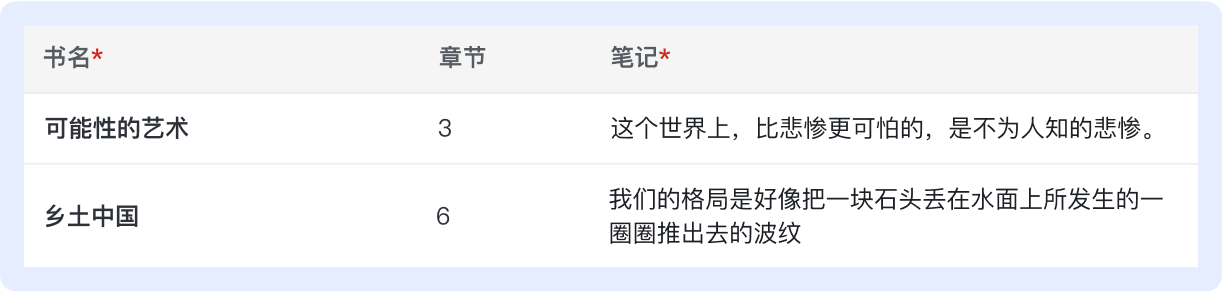 书名* 章节 笔记*
可能性的艺术 3 这个世界上，比悲惨更可怕的，是不为人知的悲惨。
乡土中国 6 我们的格局是好像把一块石头丢在水面上所发生的一
圈圈推出去的波纹